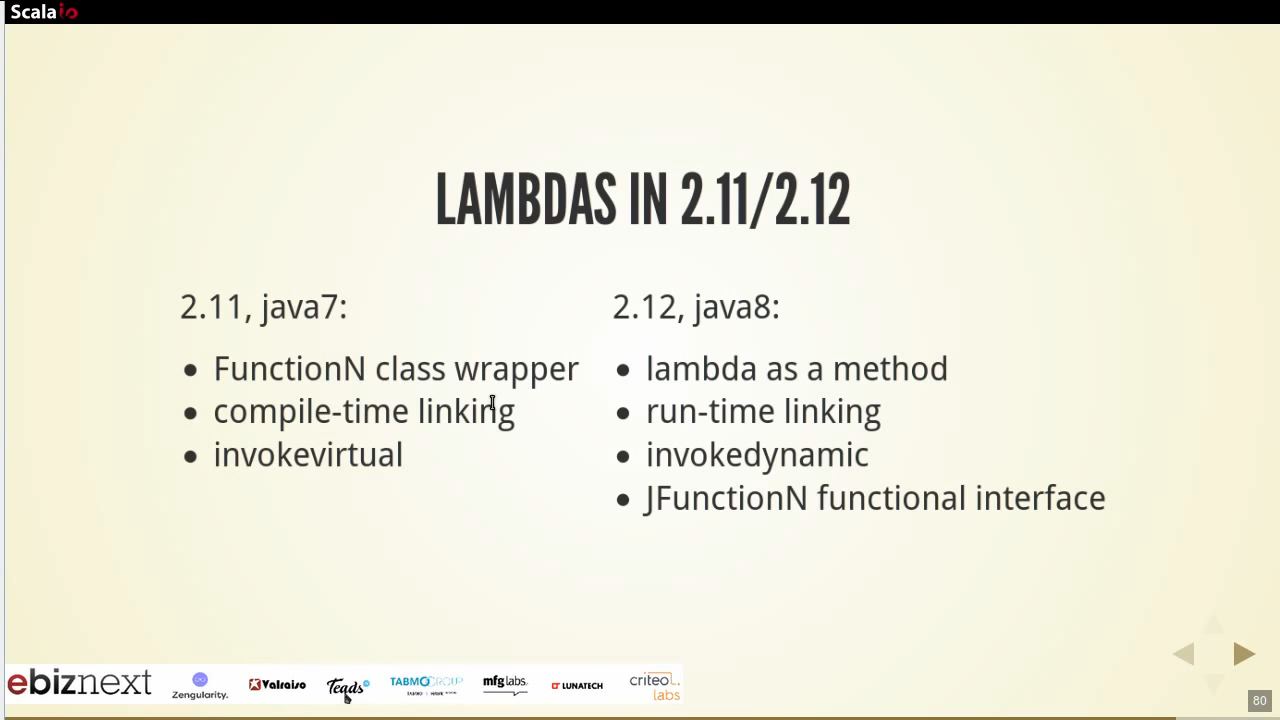 Scalaio
LAMBDAS IN 2.11/2.12
2.11, java7:
FunctionN class wrapper
compile-time linking
invokevirtual
2.12, java8:
lambda as a method
run-time linking
invokedynamic
JFunctionN functional interface
ebiznext
Zengularity.
Valraiso
Teads
TABMO GROUP
mfg labs.
LUNATECH
criteo labs
80